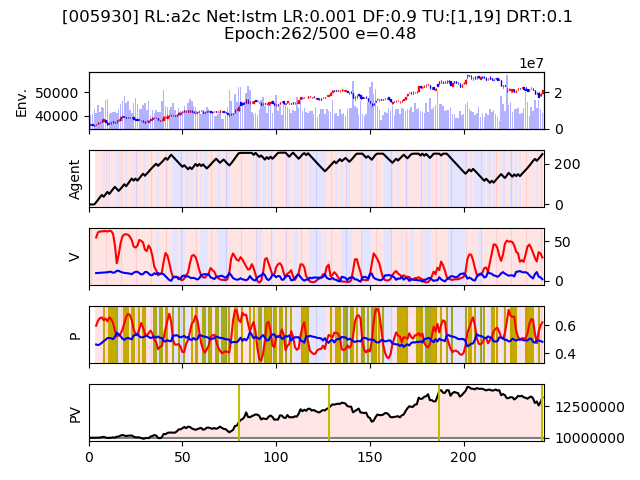 [005930] RL:a2c Net:lstm LR:0.001 DF:0.9 TU:[1,19] DRT:0.1
Epoch:262/500 e=0.48
1e7
Env.
50000
40000
2
0
Agent
200
0
V
50
0
P
0.6
0.4
PV
12500000
10000000
0 50 100 150 200